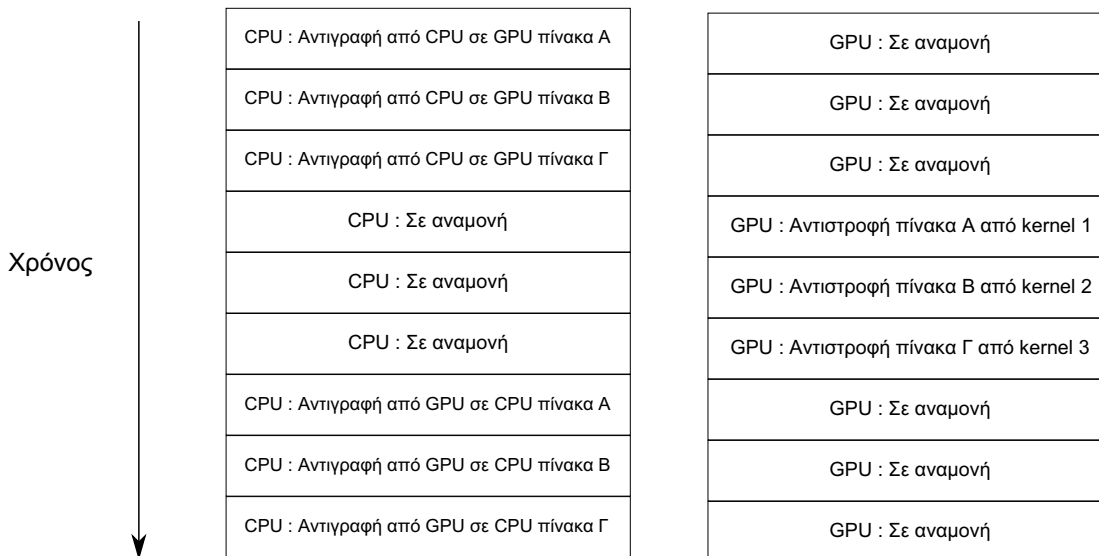 Χρόνος
CPU : Αντιγραφή από CPU σε GPU πίνακα Α
CPU : Αντιγραφή από CPU σε GPU πίνακα Β
CPU : Αντιγραφή από CPU σε GPU πίνακα Γ
CPU : Σε αναμονή
CPU : Σε αναμονή
CPU : Σε αναμονή
CPU : Αντιγραφή από GPU σε CPU πίνακα Α
CPU : Αντιγραφή από GPU σε CPU πίνακα Β
CPU : Αντιγραφή από GPU σε CPU πίνακα Γ
GPU : Σε αναμονή
GPU : Σε αναμονή
GPU : Σε αναμονή
GPU : Αντιστροφή πίνακα Α από kernel 1
GPU : Αντιστροφή πίνακα Β από kernel 2
GPU : Αντιστροφή πίνακα Γ από kernel 3
GPU : Σε αναμονή
GPU : Σε αναμονή
GPU : Σε αναμονή